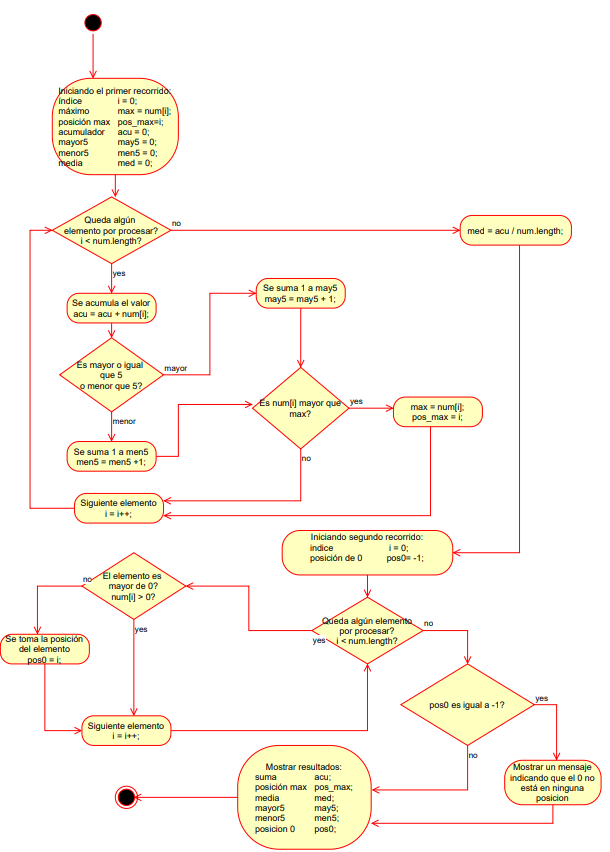 Iniciando el primer recorrido:
índice i = 0;
máximo max = num[i];
posición max pos_max=i;
acumulador acu = 0;
mayor5 may5 = 0;
menor5 men5 = 0;
media med = 0;
Queda algún
elemento por procesar?
i < num.length?
no
med = acu / num.length;
yes
Se acumula el valor
acu = acu + num[i];
Se suma 1 a may5
may5 = may5 + 1;
Es mayor o igual
que 5
o menor que 5?
mayor
menor
Es num[i] mayor que
max?
yes
max = num[i];
pos_max = i;
no
Se suma 1 a men5
men5 = men5 +1;
Siguiente elemento
i = i++;
Iniciando segundo recorrido:
indice i = 0;
posición de 0 pos0= -1;
El elemento es
mayor de 0?
num[i] > 0?
no
yes
Queda algún elemento
por procesar?
i < num.length?
yes
no
Se toma la posición
del elemento
pos0 = i;
Siguiente elemento
i = i++;
pos0 es igual a -1?
yes
no
Mostrar un mensaje
indicando que el 0 no
está en ninguna
posicion
Mostrar resultados:
suma acu;
posición max pos_max;
media med;
mayor5 may5;
menor5 men5;
posicion 0 pos0;